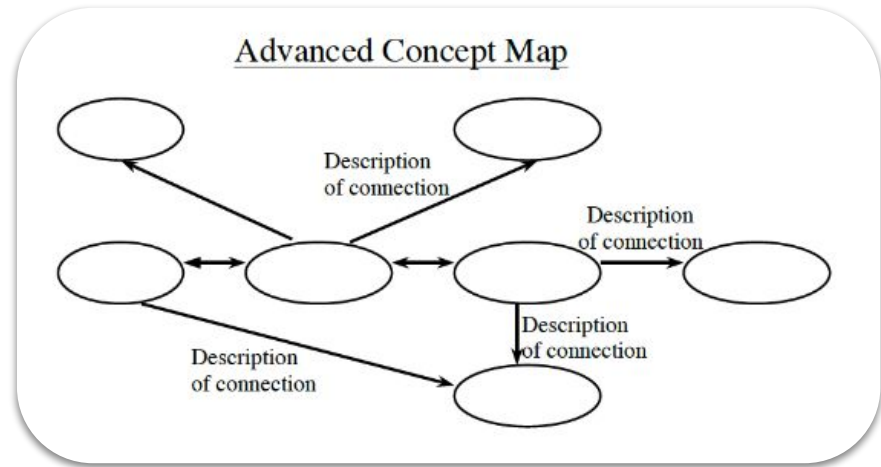 Advanced Concept Map
Description
of connection
Description
of connection
Description
of connection
Description
of connection